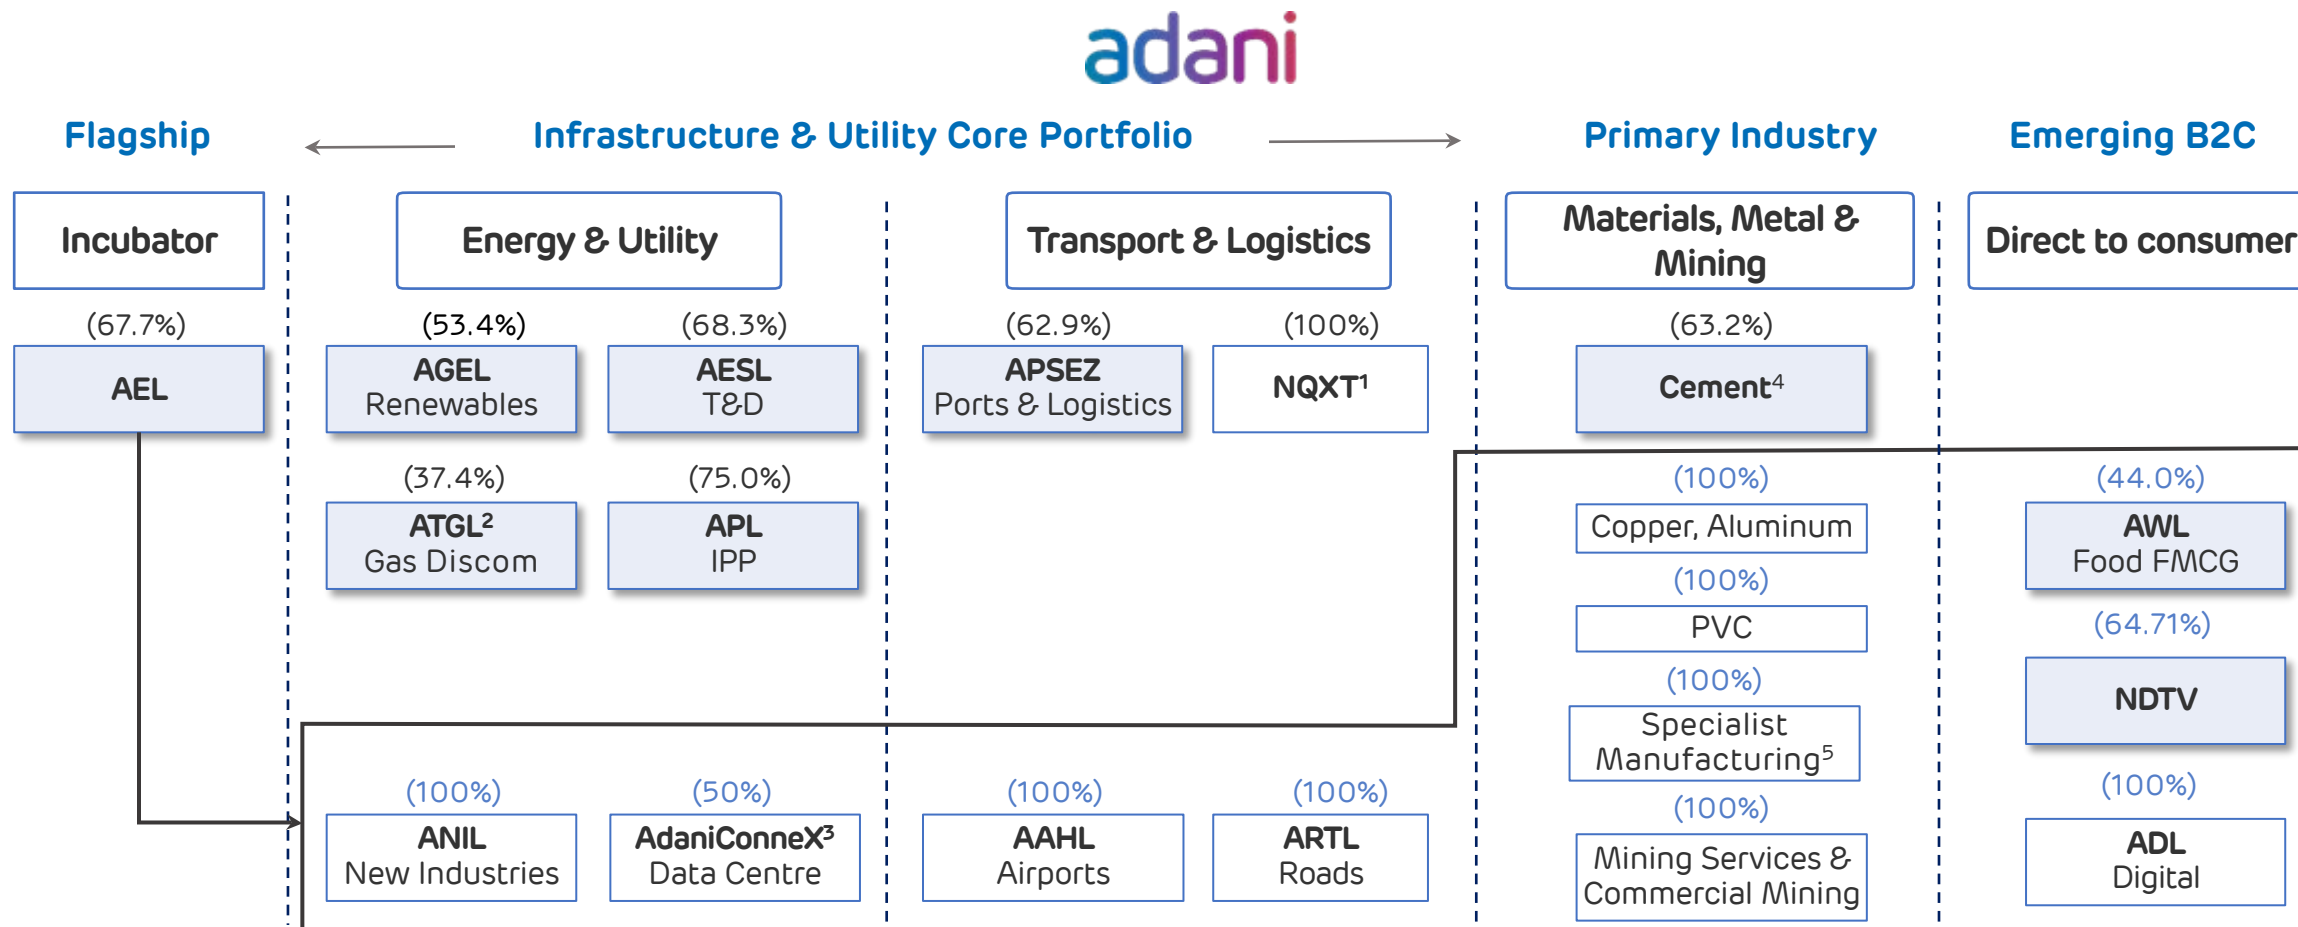 adani
Flagship
Infrastructure & Utility Core Portfolio
Primary Industry
Emerging B2C
Incubator
Energy & Utility
Transport & Logistics
Materials, Metal &
Mining
Direct to consumer
(67.7%)
(53.4%)
(68.3%)
(62.9%)
(100%)
(63.2%)
AEL
AGEL
Renewables
AESL
T&D
APSEZ
Ports & Logistics
NQXT¹
Cement⁴
(37.4%)
(75.0%)
(100%)
(44.0%)
ATGL²
Gas Discom
APL
IPP
Copper, Aluminum
AWL
Food FMCG
(100%)
PVC
(64.71%)
NDTV
(100%)
Specialist
Manufacturing⁵
(100%)
(50%)
(100%)
(100%)
(100%)
(100%)
ANIL
New Industries
AdaniConneX³
Data Centre
AAHL
Airports
ARTL
Roads
Mining Services &
Commercial Mining
ADL
Digital